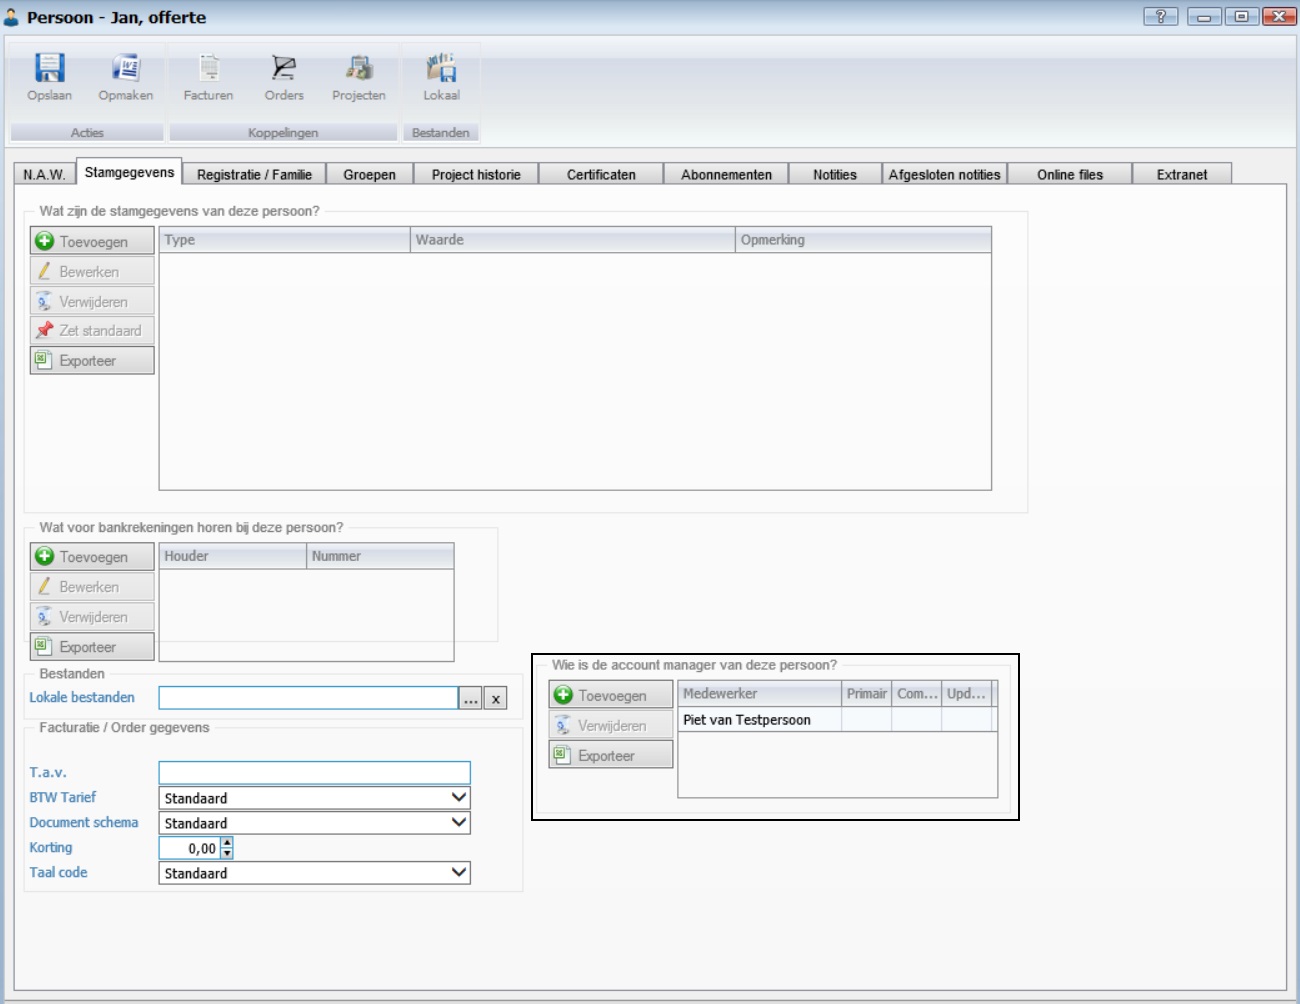 Persoon - Jan, offerte
Opslaan Opmaken Facturen Orders Projecten Lokaal
Acties Koppelingen Bestanden
N.A.W. Stamgegevens Registratie / Familie Groepen Project historie Certificaten Abonnementen Notities Afgesloten notities Online files Extranet
Wat zijn de stamgegevens van deze persoon?
Toevoegen Type Waarde Opmerking
Bewerken
Verwijderen
Zet standaard
Exporteer
Wat voor bankrekeningen horen bij deze persoon?
Toevoegen Houder Nummer
Bewerken
Verwijderen
Exporteer
Bestanden
Lokale bestanden ... x
Wie is de account manager van deze persoon?
Toevoegen Medewerker Primair Com... Upd...
Verwijderen Piet van Testpersoon
Exporteer
Facturatie / Order gegevens
T.a.v.
BTW Tarief Standaard
Document schema Standaard
Korting 0,00
Taal code Standaard